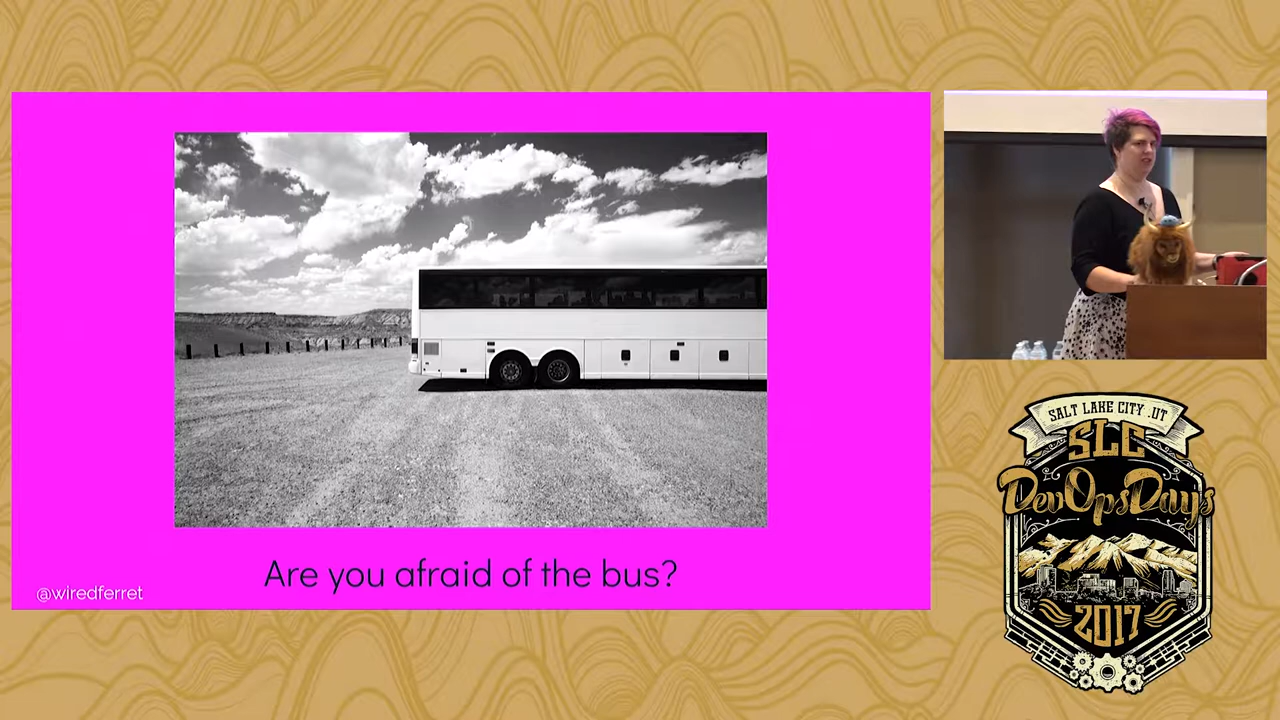 Are you afraid of the bus?
@wiredferret
SALT LAKE CITY .UT
SLC
DevOpsDays
2017